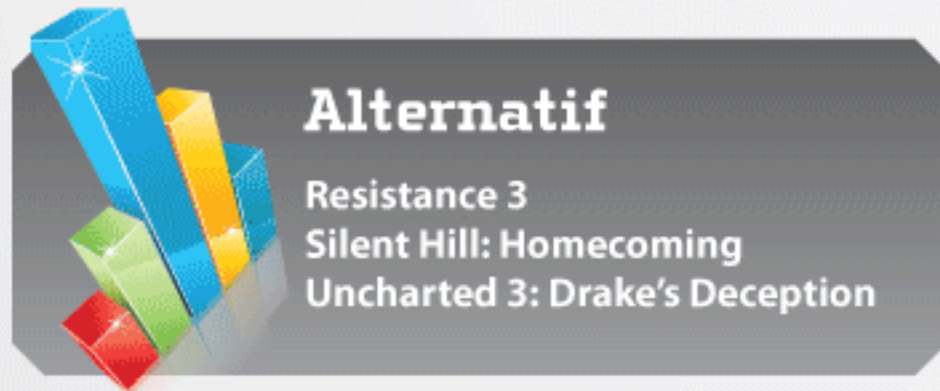 Alternatif
Resistance 3
Silent Hill: Homecoming
Uncharted 3: Drake’s Deception